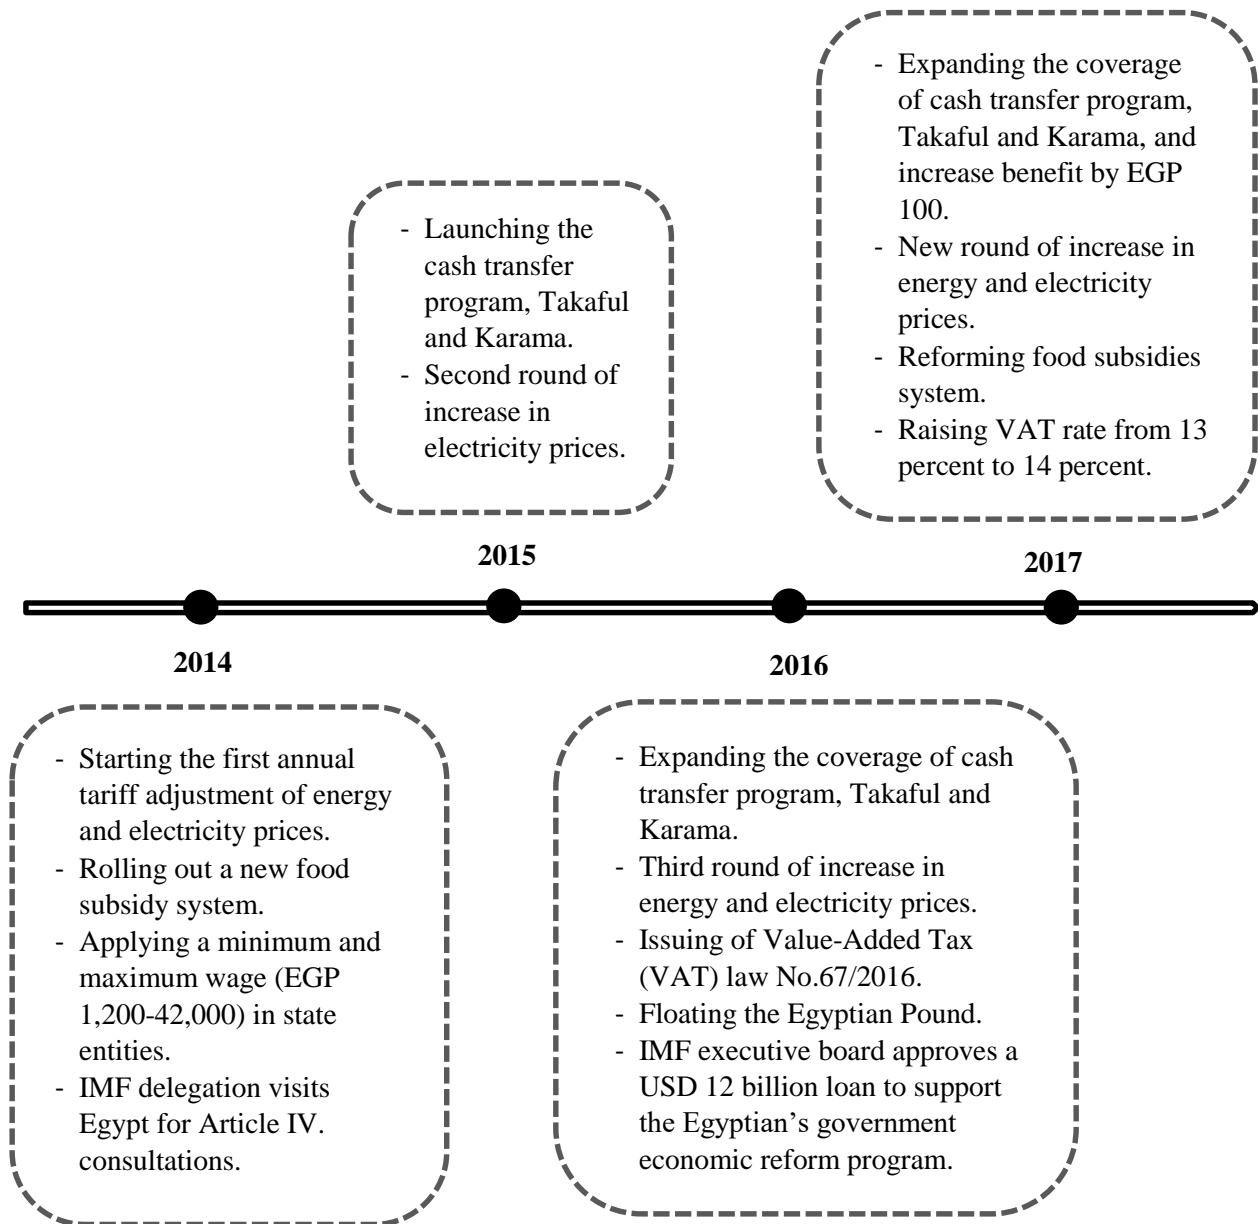 - Expanding the coverage
of cash transfer program,
Takaful and Karama, and
increase benefit by EGP
100.
- New round of increase in
energy and electricity
prices.
- Reforming food subsidies
system.
- Raising VAT rate from 13
percent to 14 percent.
- Launching the
cash transfer
program, Takaful
and Karama.
- Second round of
increase in
electricity prices.
2015
2017
2014
2016
- Starting the first annual
tariff adjustment of energy
and electricity prices.
- Rolling out a new food
subsidy system.
- Applying a minimum and
maximum wage (EGP
1,200-42,000) in state
entities.
- IMF delegation visits
Egypt for Article IV.
consultations.
- Expanding the coverage of cash
transfer program, Takaful and
Karama.
- Third round of increase in
energy and electricity prices.
- Issuing of Value-Added Tax
(VAT) law No.67/2016.
- Floating the Egyptian Pound.
- IMF executive board approves a
USD 12 billion loan to support
the Egyptian’s government
economic reform program.